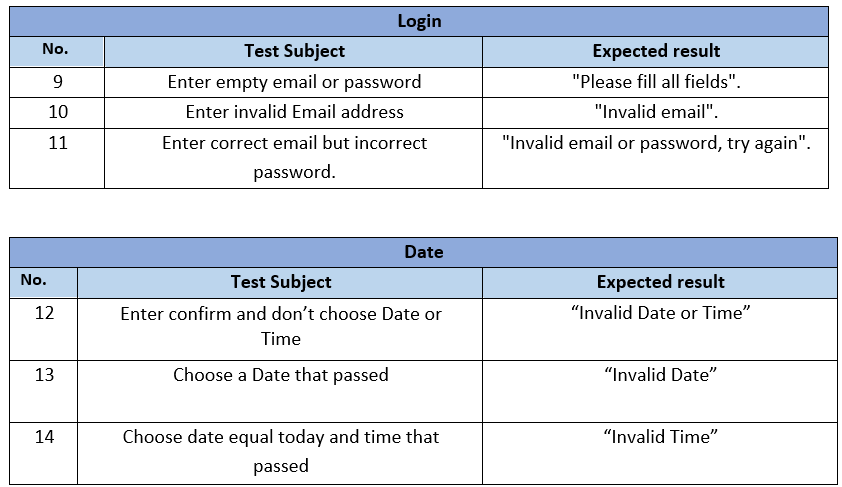 Login
No. Test Subject Expected result
9 Enter empty email or password "Please fill all fields".
10 Enter invalid Email address "Invalid email".
11 Enter correct email but incorrect "Invalid email or password, try again".
password.
Date
No. Test Subject Expected result
12 Enter confirm and don’t choose Date or “Invalid Date or Time”
Time
13 Choose a Date that passed “Invalid Date”
14 Choose date equal today and time that “Invalid Time”
passed